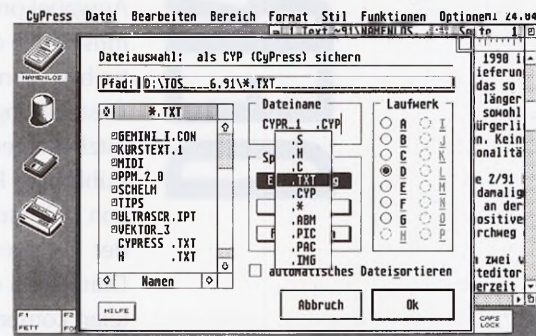 CyPress Datei Bearbeiten Bereich Format Stil Funktionen Optionen
NAMENLOS
Dateiauswahl: als CYP (CyPress) sichern
Pfad: D:\TOS____6.91\*.TXT
*.TXT
GEMINI_I.CON
KURSTEXT.1
MIDI
PPM_2_0
SCHELM
TIPS
ULTRASCR.IPT
VEKTOR_3
CYPRESS .TXT
H .TXT
Namen
HILFE
Dateiname
CYPR_1 .CYP
.S
.H
.C
.TXT
.CYP
.*
.ABM
.PIC
.PAC
.IMG
Laufwerk
A I
B J
C K
D L
E M
F N
G O
H P
automatisches Dateisortieren
Abbruch
Ok
1990 i
ieferun
das so
länger
sowohl
ürgerli
n. Kein
onalitä
e 2/91
damalig
an der
ositive
rchweg
zwei
teditor
erzeit
F1
FETT
F2
CAPS
LOCK